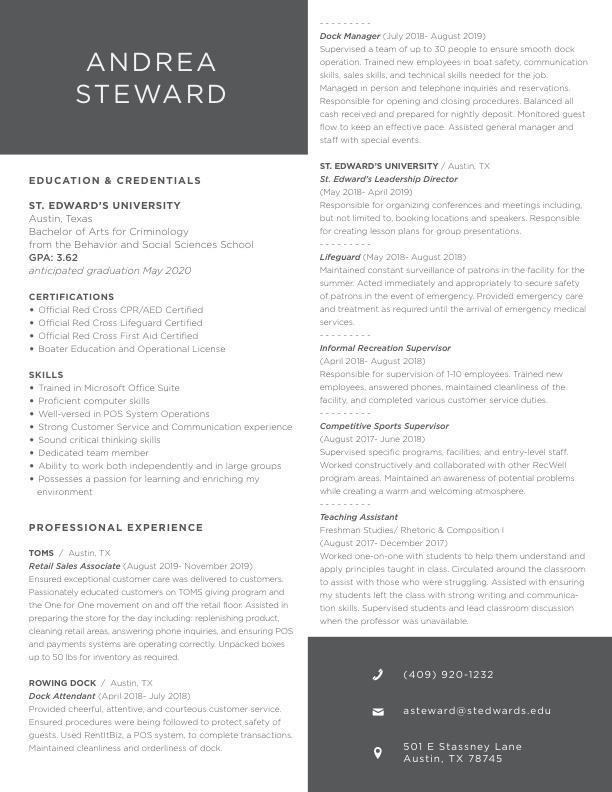 ANDREA
STEWARD
EDUCATION & CREDENTIALS
ST. EDWARD'S UNIVERSITY
Austin, Texas
Bachelor of Arts for Criminology
from the Behavior and Social Sciences School
GPA: 3.62
anticipated graduation May 2020
CERTIFICATIONS
• Official Red Cross CPR/AED Certified
• Official Red Cross Lifeguard Certified
• Official Red Cross First Aid Certified
• Boater Education and Operational License
SKILLS
• Trained in Microsoft Office Suite
• Proficient computer skills
• Well-versed in POS System Operations
• Strong Customer Service and Communication experience
• Sound critical thinking skills
• Dedicated team member
• Ability to work both independently and in large groups
• Possesses a passion for learning and enriching my
environment
PROFESSIONAL EXPERIENCE
TOMS / Austin, TX
Retail Sales Associate (August 2019- November 2019)
Ensured exceptional customer care was delivered to customers.
Passionately educated customers on TOMS giving program and
the One for One movement on and off the retail floor. Assisted in
preparing the store for the day including: replenishing product,
cleaning retail areas, answering phone inquiries, and ensuring POS
and payments systems are operating correctly. Unpacked boxes
up to 50 lbs for inventory as required.
ROWING DOCK / Austin, TX
Dock Attendant (April 2018- July 2018)
Provided cheerful, attentive, and courteous customer service.
Ensured procedures were being followed to protect safety of
guests. Used RentItBiz, a POS system, to complete transactions.
Maintained cleanliness and orderliness of dock.
- - - - - - - - -
Dock Manager (July 2018- August 2019)
Supervised a team of up to 30 people to ensure smooth dock
operation. Trained new employees in boat safety, communication
skills, sales skills, and technical skills needed for the job.
Managed in person and telephone inquiries and reservations.
Responsible for opening and closing procedures. Balanced all
cash received and prepared for nightly deposit. Monitored guest
flow to keep an effective pace. Assisted general manager and
staff with special events.
ST. EDWARD'S UNIVERSITY / Austin, TX
St. Edward's Leadership Director
(May 2018- April 2019)
Responsible for organizing conferences and meetings including,
but not limited to, booking locations and speakers. Responsible
for creating lesson plans for group presentations.
- - - - - - - - -
Lifeguard (May 2018- August 2018)
Maintained constant surveillance of patrons in the facility for the
summer. Acted immediately and appropriately to secure safety
of patrons in the event of emergency. Provided emergency care
and treatment as required until the arrival of emergency medical
services.
- - - - - - - - -
Informal Recreation Supervisor
(April 2018- August 2018)
Responsible for supervision of 1-10 employees. Trained new
employees, answered phones, maintained cleanliness of the
facility, and completed various customer service duties.
- - - - - - - - -
Competitive Sports Supervisor
(August 2017- June 2018)
Supervised specific programs, facilities, and entry-level staff.
Worked constructively and collaborated with other RecWell
program areas. Maintained an awareness of potential problems
while creating a warm and welcoming atmosphere.
- - - - - - - - -
Teaching Assistant
Freshman Studies/ Rhetoric & Composition I
(August 2017- December 2017)
Worked one-on-one with students to help them understand and
apply principles taught in class. Circulated around the classroom
to assist with those who were struggling. Assisted with ensuring
my students left the class with strong writing and communica-
tion skills. Supervised students and lead classroom discussion
when the professor was unavailable.
(409) 920-1232
asteward@stedwards.edu
501 E Stassney Lane
Austin, TX 78745